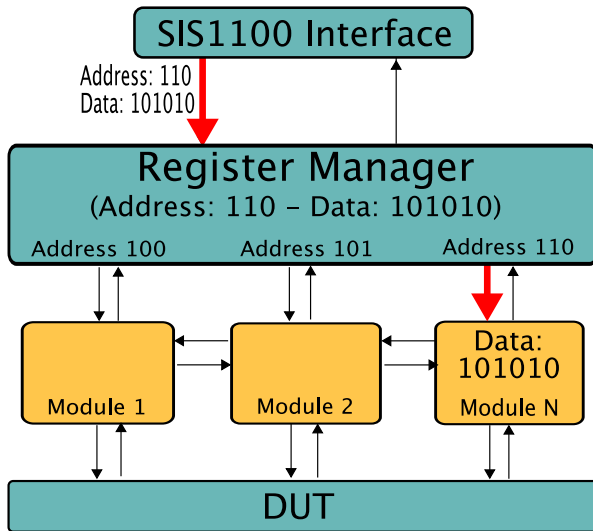 SIS1100 Interface
Address: 110
Data: 101010
Register Manager
(Address: 110 – Data: 101010)
Address 100
Address 101
Address 110
Module 1
Module 2
Data:
101010
Module N
DUT